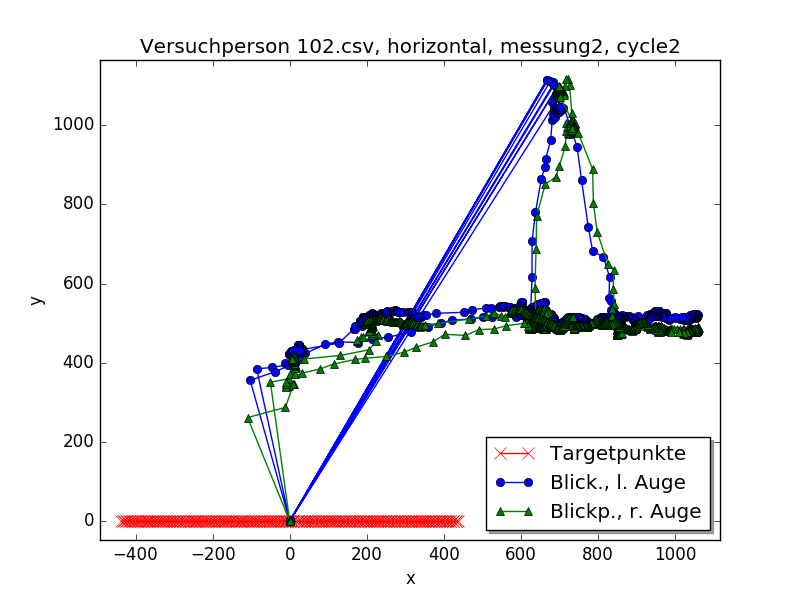 Versuchperson 102.csv, horizontal, messung2, cycle2
y
1000
800
600
400
200
0
Targetpunkte
Blick., l. Auge
Blickp., r. Auge
−400 −200 0 200 400 600 800 1000
x